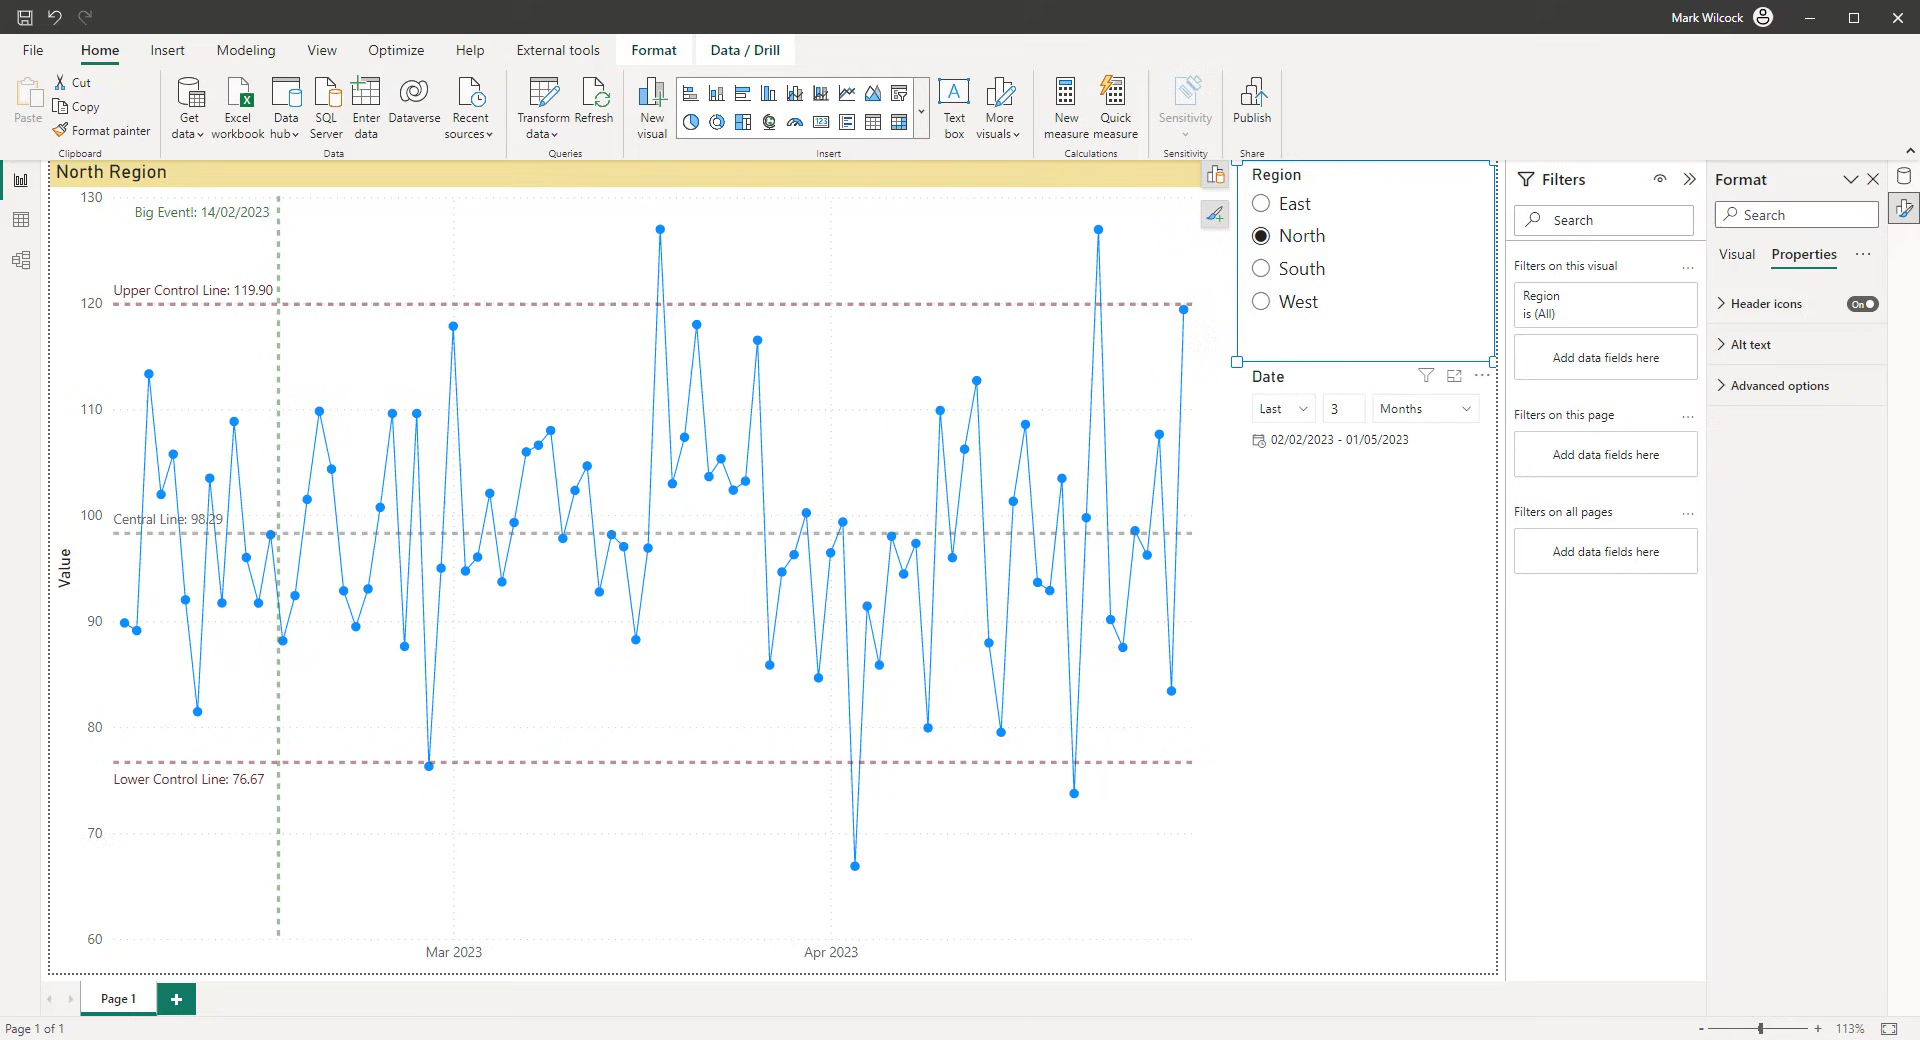 Mark Wilcock
File Home Insert Modeling View Optimize Help External tools Format Data / Drill
Paste
Cut
Copy
Format painter
Clipboard
Get data
Excel workbook
Data hub
SQL Server
Enter data
Dataverse
Recent sources
Data
Transform data
Refresh
Queries
New visual
Text box
More visuals
Insert
New measure
Quick measure
Calculations
Sensitivity
Sensitivity
Publish
Share
North Region
130
Big Event!: 14/02/2023
Upper Control Line: 119.90
120
110
100
Central Line: 98.29
Value
90
80
Lower Control Line: 76.67
70
60
Mar 2023 Apr 2023
Region
East
North
South
West
Date
Last 3 Months
02/02/2023 - 01/05/2023
Filters
Search
Filters on this visual ...
Region
is (All)
Add data fields here
Filters on this page ...
Add data fields here
Filters on all pages ...
Add data fields here
Format
Search
Visual Properties ...
Header icons On
Alt text
Advanced options
Page 1
Page 1 of 1
- + 113%